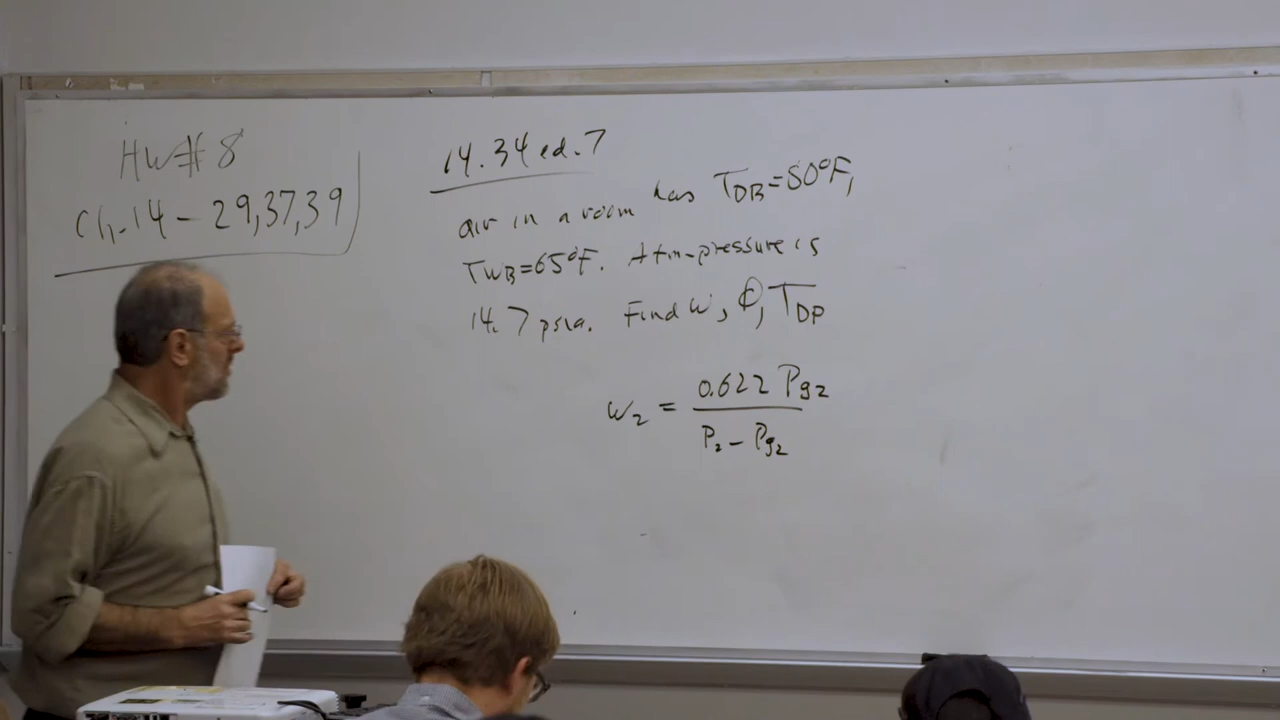 HW# 8
Ch. 14 - 29,37,39
14.34 ed. 7
air in a room has TDB=80°F,
TWB=65°F. Atm-pressure is
14.7 psia. Find ω, Φ, TDP
ω2 = 0.622 Pg2 / P2 - Pg2